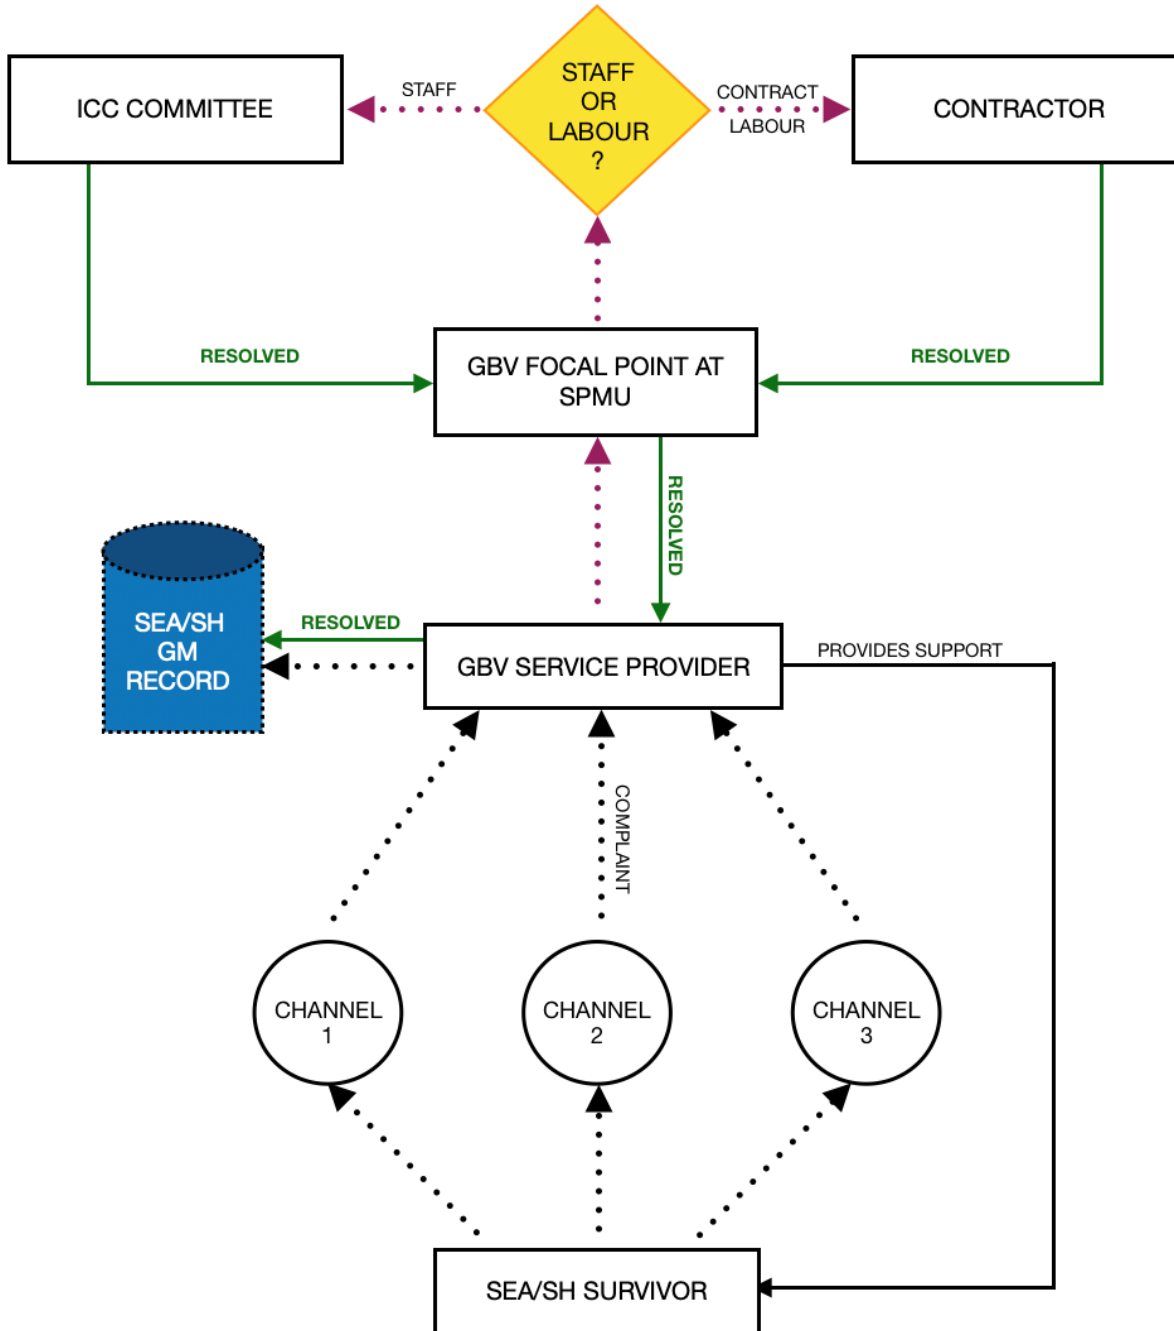 STAFF
OR
LABOUR
?
ICC COMMITTEE
STAFF
CONTRACT
LABOUR
CONTRACTOR
RESOLVED
GBV FOCAL POINT AT
SPMU
RESOLVED
RESOLVED
SEA/SH
GM
RECORD
RESOLVED
GBV SERVICE PROVIDER
PROVIDES SUPPORT
COMPLAINT
CHANNEL
1
CHANNEL
2
CHANNEL
3
SEA/SH SURVIVOR